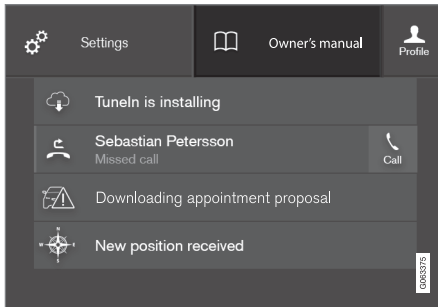 Settings
Owner's manual
Profile
TuneIn is installing
Sebastian Petersson
Missed call
Call
Downloading appointment proposal
New position received
G063375